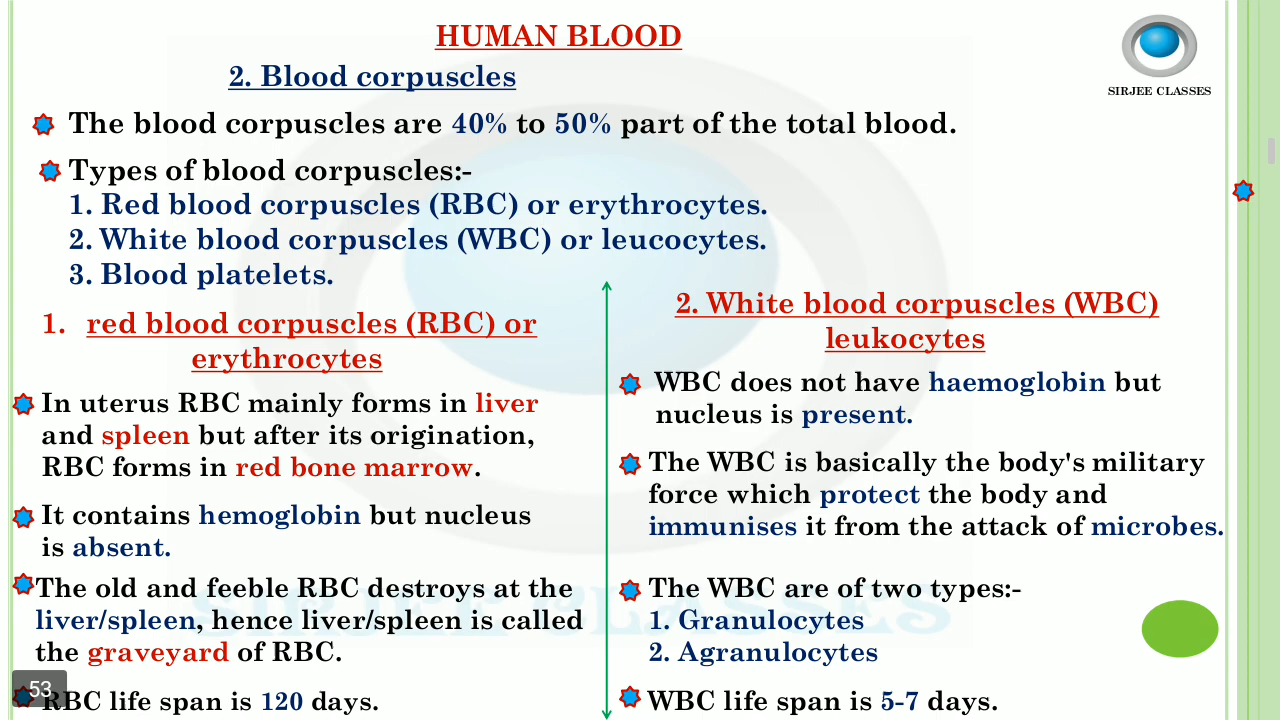 HUMAN BLOOD
SIRJEE CLASSES
2. Blood corpuscles
The blood corpuscles are 40% to 50% part of the total blood.
Types of blood corpuscles:-
1. Red blood corpuscles (RBC) or erythrocytes.
2. White blood corpuscles (WBC) or leucocytes.
3. Blood platelets.
1. red blood corpuscles (RBC) or
erythrocytes
In uterus RBC mainly forms in liver
and spleen but after its origination,
RBC forms in red bone marrow.
It contains hemoglobin but nucleus
is absent.
The old and feeble RBC destroys at the
liver/spleen, hence liver/spleen is called
the graveyard of RBC.
RBC life span is 120 days.
53
2. White blood corpuscles (WBC)
leukocytes
WBC does not have haemoglobin but
nucleus is present.
The WBC is basically the body's military
force which protect the body and
immunises it from the attack of microbes.
The WBC are of two types:-
1. Granulocytes
2. Agranulocytes
WBC life span is 5-7 days.
SIRJEE CLASSES